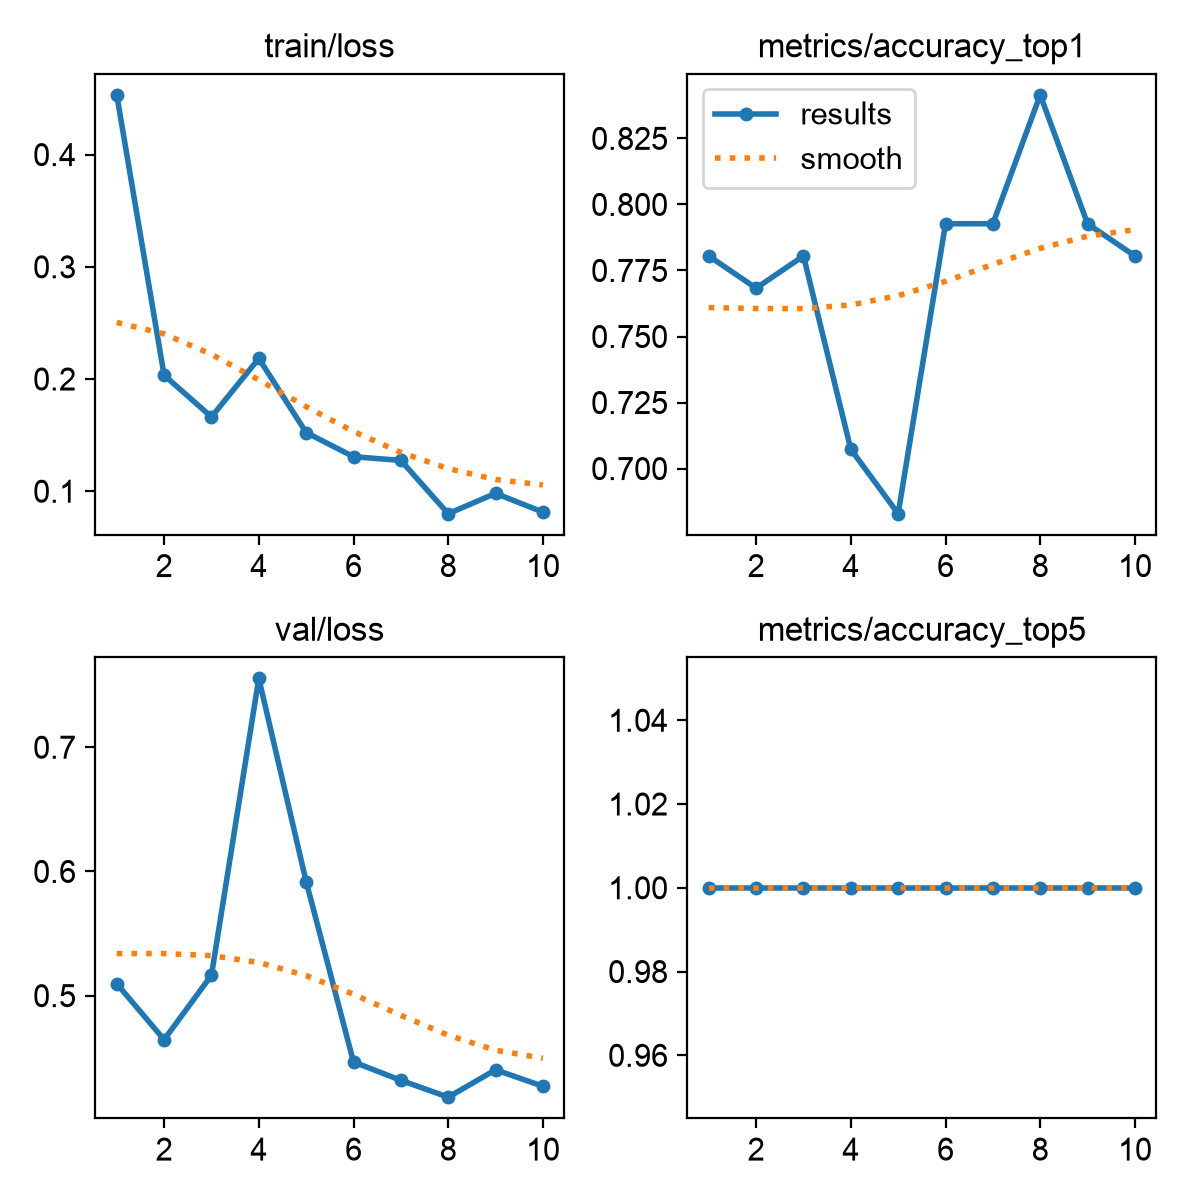 train/loss
0.4
0.3
0.2
0.1
2 4 6 8 10
metrics/accuracy_top1
results
smooth
0.825
0.800
0.775
0.750
0.725
0.700
2 4 6 8 10
val/loss
0.7
0.6
0.5
2 4 6 8 10
metrics/accuracy_top5
1.04
1.02
1.00
0.98
0.96
2 4 6 8 10